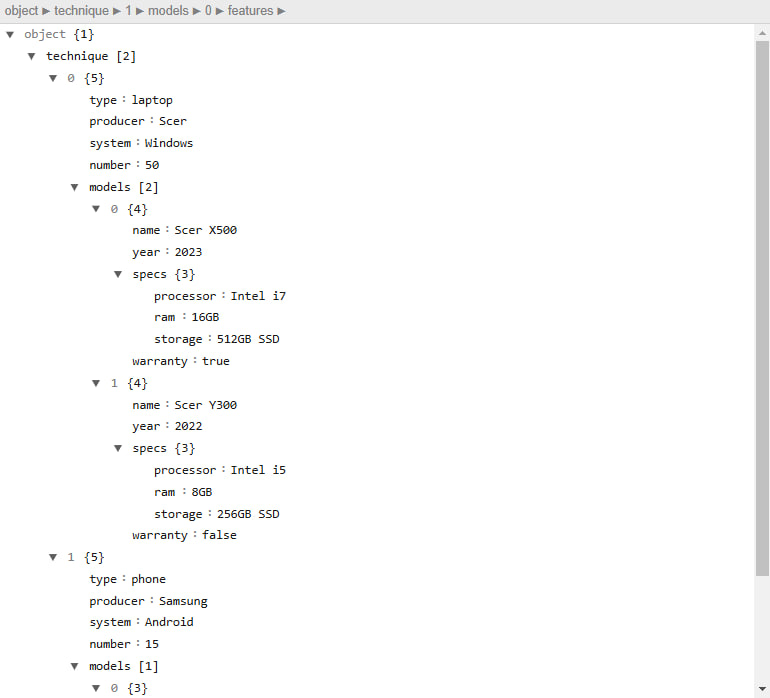 object ▶ technique ▶ 1 ▶ models ▶ 0 ▶ features ▶
▼ object {1}
▼ technique [2]
▼ 0 {5}
type : laptop
producer : Scer
system : Windows
number : 50
▼ models [2]
▼ 0 {4}
name : Scer X500
year : 2023
▼ specs {3}
processor : Intel i7
ram : 16GB
storage : 512GB SSD
warranty : true
▼ 1 {4}
name : Scer Y300
year : 2022
▼ specs {3}
processor : Intel i5
ram : 8GB
storage : 256GB SSD
warranty : false
▼ 1 {5}
type : phone
producer : Samsung
system : Android
number : 15
▼ models [1]
▼ 0 {3}